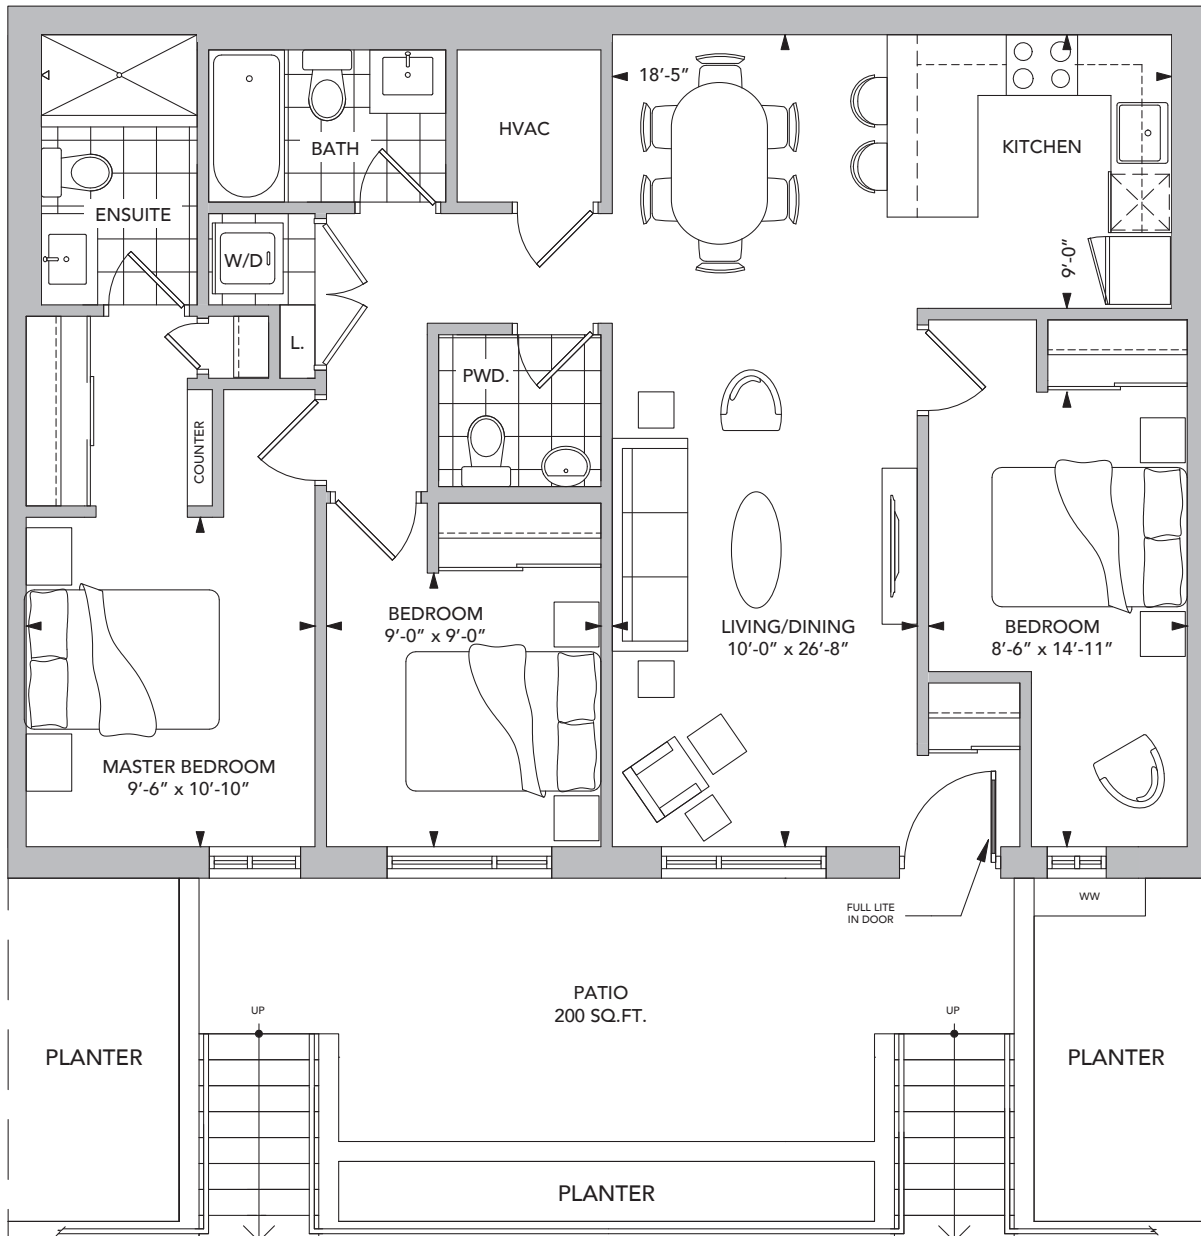 18'-5"
HVAC
BATH
KITCHEN
ENSUITE
W/D
9'-0"
L.
PWD.
COUNTER
BEDROOM
9'-0" x 9'-0"
LIVING/DINING
10'-0" x 26'-8"
BEDROOM
8'-6" x 14'-11"
MASTER BEDROOM
9'-6" x 10'-10"
FULL LITE
IN DOOR
WW
PATIO
200 SQ.FT.
UP
UP
PLANTER
PLANTER
PLANTER